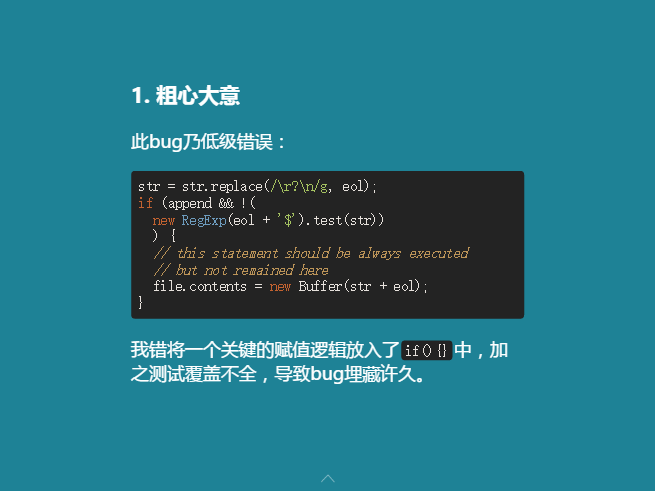 1. 粗心大意
此bug乃低级错误：
str = str.replace(/\r?\n/g, eol);
if (append && !(
  new RegExp(eol + '$').test(str))
  ) {
  // this statement should be always executed
  // but not remained here
  file.contents = new Buffer(str + eol);
}
我错将一个关键的赋值逻辑放入了if(){}中，加
之测试覆盖不全，导致bug埋藏许久。